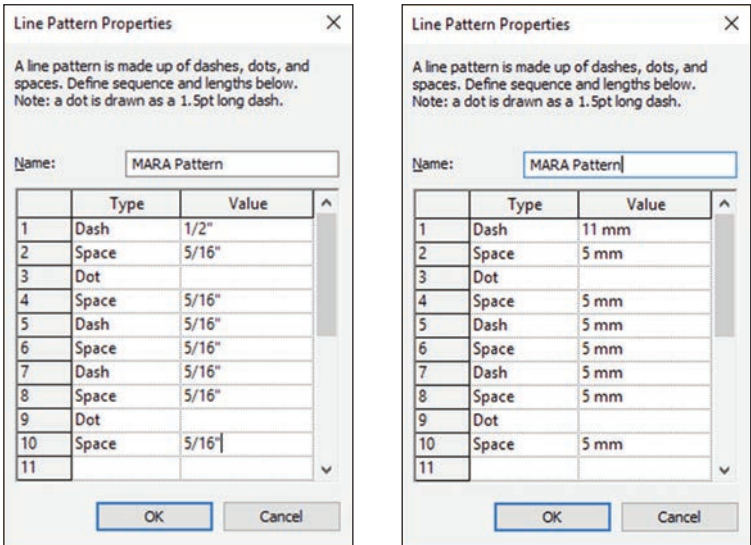 Line Pattern Properties
A line pattern is made up of dashes, dots, and
spaces. Define sequence and lengths below.
Note: a dot is drawn as a 1.5pt long dash.
Name: MARA Pattern
Type Value
1 Dash 1/2"
2 Space 5/16"
3 Dot
4 Space 5/16"
5 Dash 5/16"
6 Space 5/16"
7 Dash 5/16"
8 Space 5/16"
9 Dot
10 Space 5/16"
11
OK Cancel
Line Pattern Properties
A line pattern is made up of dashes, dots, and
spaces. Define sequence and lengths below.
Note: a dot is drawn as a 1.5pt long dash.
Name: MARA Pattern
Type Value
1 Dash 11 mm
2 Space 5 mm
3 Dot
4 Space 5 mm
5 Dash 5 mm
6 Space 5 mm
7 Dash 5 mm
8 Space 5 mm
9 Dot
10 Space 5 mm
11
OK Cancel